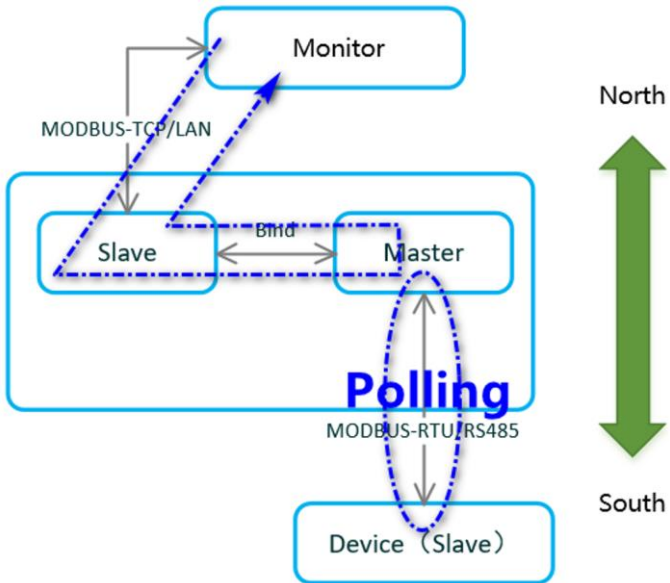 Monitor
North
MODBUS-TCP/LAN
Slave
Bind
Master
Polling
MODBUS-RTU/RS485
South
Device（Slave）